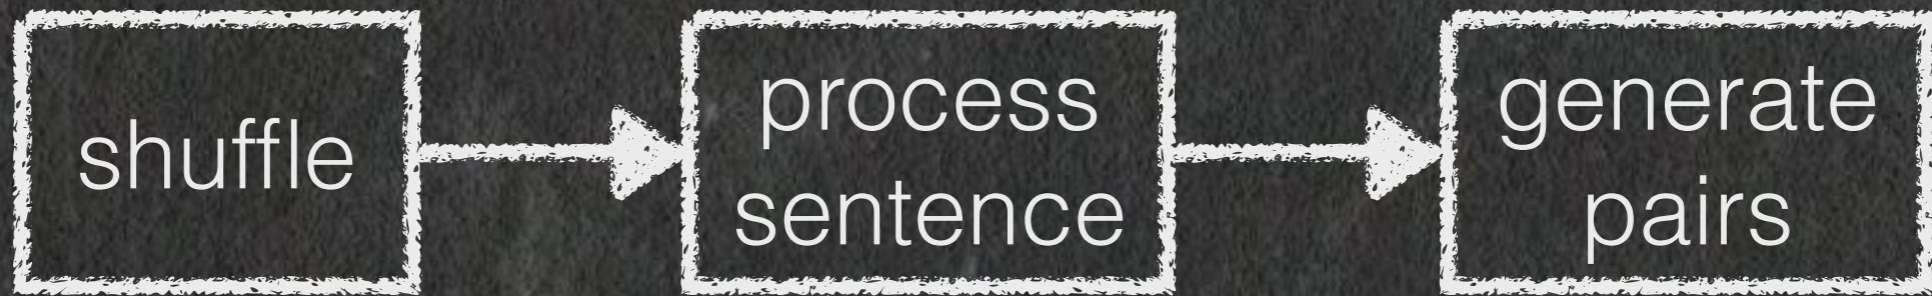 shuffle
process
sentence
generate
pairs